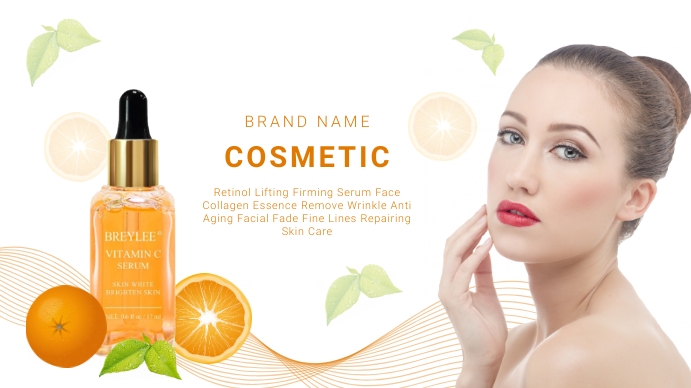 BRAND NAME
COSMETIC
Retinol Lifting Firming Serum Face
Collagen Essence Remove Wrinkle Anti
Aging Facial Fade Fine Lines Repairing
Skin Care
BREYLEE®
VITAMIN C
SERUM
SKIN WHITE
BRIGHTEN SKIN